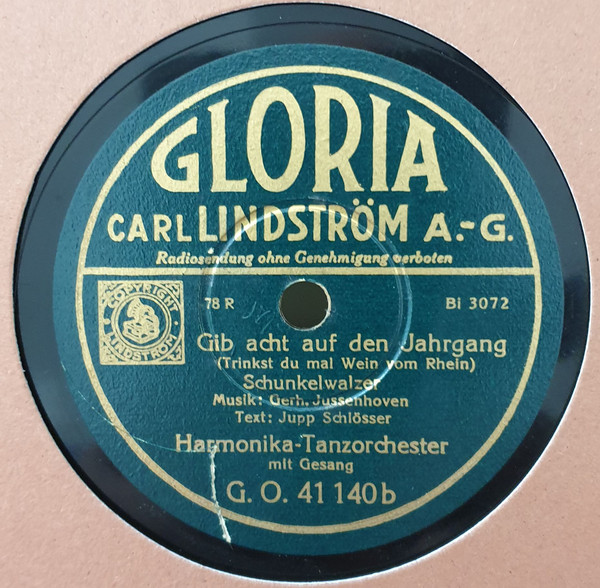 GLORIA
CARL LINDSTRÖM A.-G.
Radiosendung ohne Genehmigung verboten
COPYRIGHT
LINDSTRÖM
78 R
Bi 3072
Gib acht auf den Jahrgang
(Trinkst du mal Wein vom Rhein)
Schunkelwalzer
Musik: Gerh. Jussenhoven
Text: Jupp Schlösser
Harmonika-Tanzorchester
mit Gesang
G. O. 41 140 b